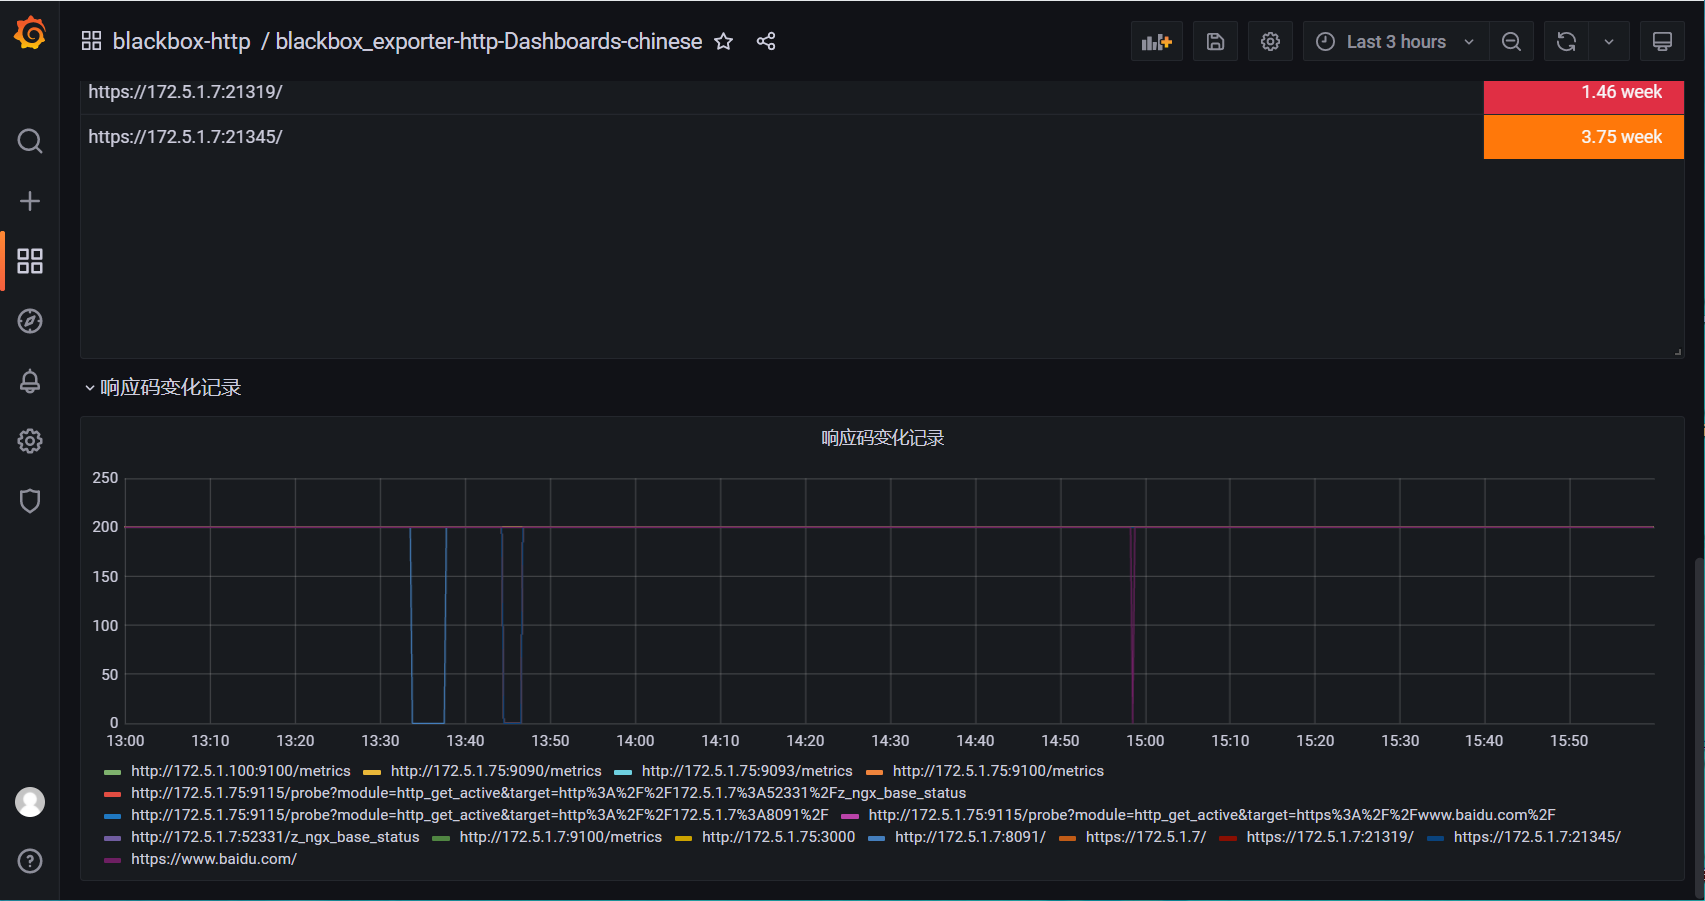 blackbox-http / blackbox_exporter-http-Dashboards-chinese
Last 3 hours
https://172.5.1.7:21319/ 1.46 week
https://172.5.1.7:21345/ 3.75 week
响应码变化记录
响应码变化记录
250
200
150
100
50
0
13:00 13:10 13:20 13:30 13:40 13:50 14:00 14:10 14:20 14:30 14:40 14:50 15:00 15:10 15:20 15:30 15:40 15:50
http://172.5.1.100:9100/metrics http://172.5.1.75:9090/metrics http://172.5.1.75:9093/metrics http://172.5.1.75:9100/metrics
http://172.5.1.75:9115/probe?module=http_get_active&target=http%3A%2F%2F172.5.1.7%3A52331%2Fz_ngx_base_status
http://172.5.1.75:9115/probe?module=http_get_active&target=http%3A%2F%2F172.5.1.7%3A8091%2F http://172.5.1.75:9115/probe?module=http_get_active&target=https%3A%2F%2Fwww.baidu.com%2F
http://172.5.1.7:52331/z_ngx_base_status http://172.5.1.7:9100/metrics http://172.5.1.75:3000 http://172.5.1.7:8091/ https://172.5.1.7/ https://172.5.1.7:21319/ https://172.5.1.7:21345/
https://www.baidu.com/